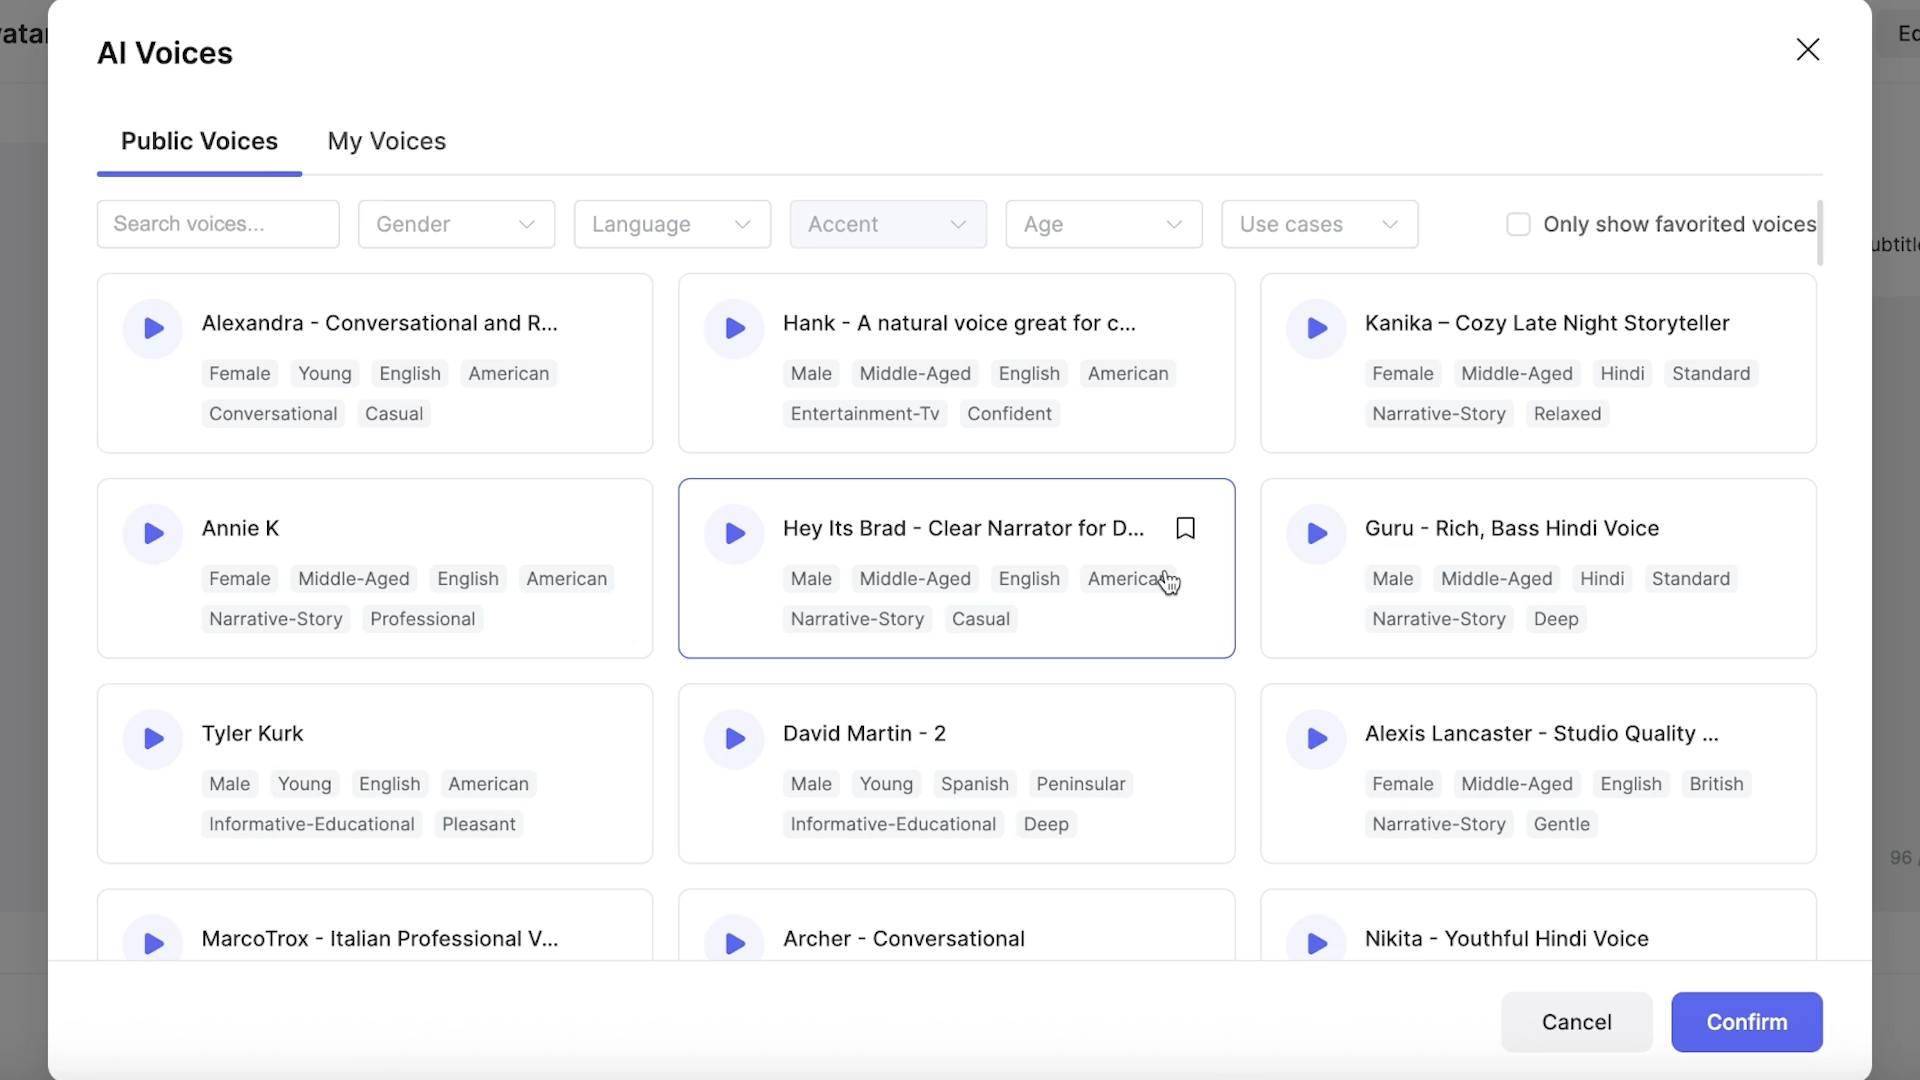 vatar
AI Voices
Ed
Public Voices My Voices
Search voices... Gender Language Accent Age Use cases Only show favorited voices
ubtitle
Alexandra - Conversational and R...
Female Young English American
Conversational Casual
Hank - A natural voice great for c...
Male Middle-Aged English American
Entertainment-Tv Confident
Kanika – Cozy Late Night Storyteller
Female Middle-Aged Hindi Standard
Narrative-Story Relaxed
Annie K
Female Middle-Aged English American
Narrative-Story Professional
Hey Its Brad - Clear Narrator for D...
Male Middle-Aged English American
Narrative-Story Casual
Guru - Rich, Bass Hindi Voice
Male Middle-Aged Hindi Standard
Narrative-Story Deep
Tyler Kurk
Male Young English American
Informative-Educational Pleasant
David Martin - 2
Male Young Spanish Peninsular
Informative-Educational Deep
Alexis Lancaster - Studio Quality ...
Female Middle-Aged English British
Narrative-Story Gentle
96 /
MarcoTrox - Italian Professional V...
Archer - Conversational
Nikita - Youthful Hindi Voice
Cancel Confirm